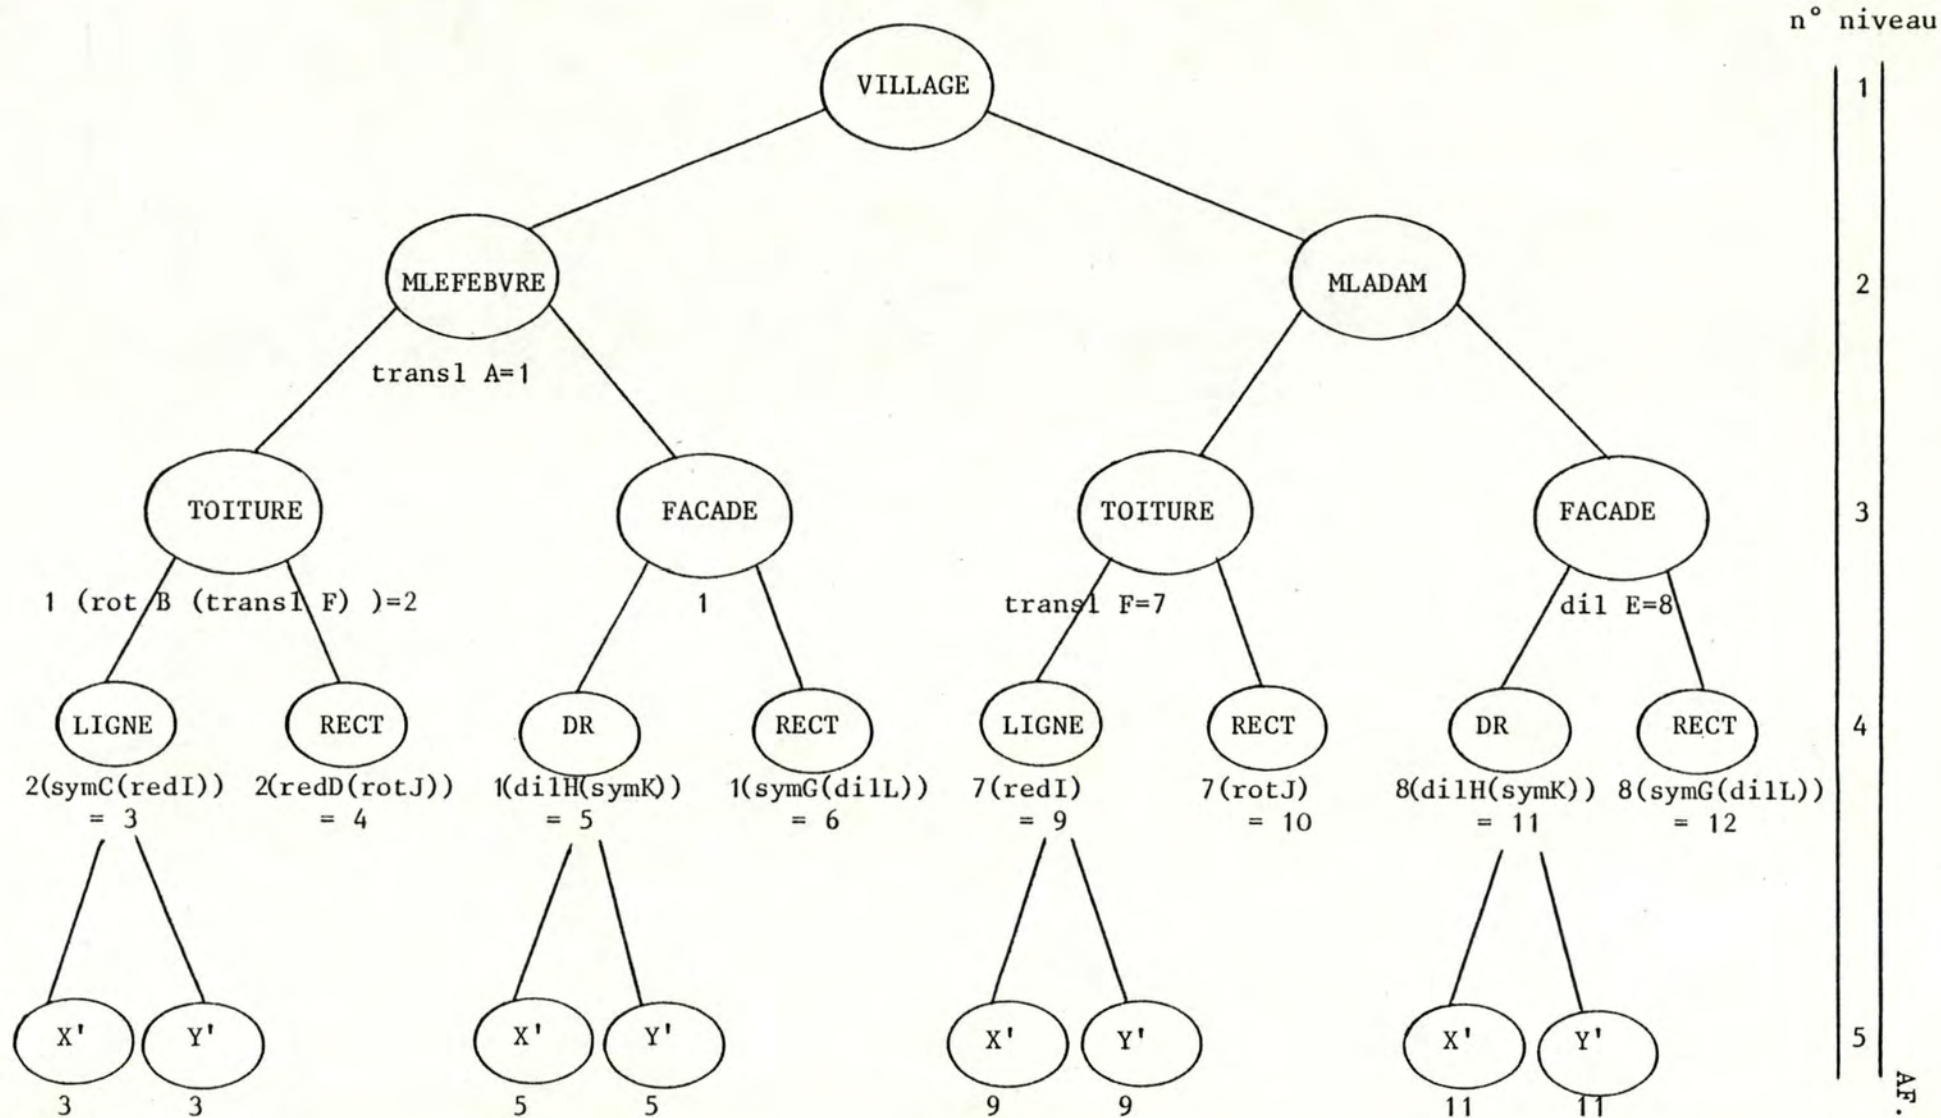 n° niveau
VILLAGE
1
MLEFEBVRE
MLADAM
2
transl A=1
TOITURE
FACADE
TOITURE
FACADE
3
1 (rot B (transl F) )=2
1
transl F=7
dil E=8
LIGNE
RECT
DR
RECT
LIGNE
RECT
DR
RECT
4
2(symC(redI))
2(redD(rotJ))
1(dilH(symK))
1(symG(dilL))
7(redI)
7(rotJ)
8(dilH(symK))
8(symG(dilL))
= 3
= 4
= 5
= 6
= 9
= 10
= 11
= 12
X'
Y'
X'
Y'
X'
Y'
X'
Y'
5
3
3
5
5
9
9
11
11
AF.